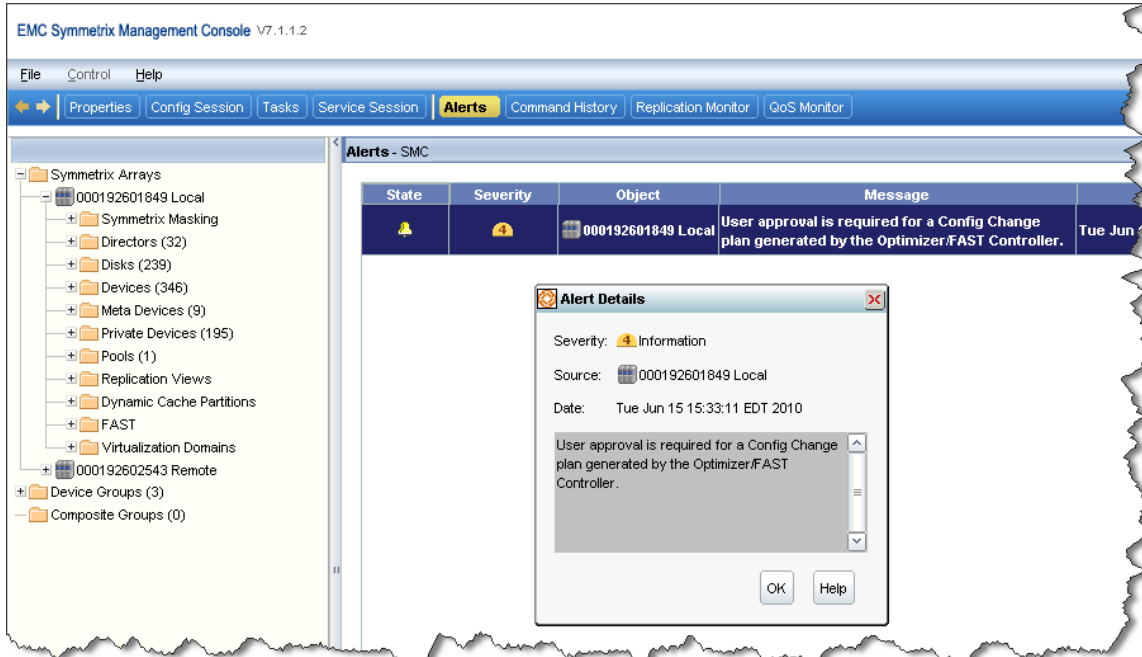 EMC Symmetrix Management Console V7.1.1.2
File Control Help
Properties Config Session Tasks Service Session Alerts Command History Replication Monitor QoS Monitor
Alerts - SMC
Symmetrix Arrays
000192601849 Local
Symmetrix Masking
Directors (32)
Disks (239)
Devices (346)
Meta Devices (9)
Private Devices (195)
Pools (1)
Replication Views
Dynamic Cache Partitions
FAST
Virtualization Domains
000192602543 Remote
Device Groups (3)
Composite Groups (0)
State Severity Object Message
4 000192601849 Local User approval is required for a Config Change
plan generated by the Optimizer/FAST Controller. Tue Jun
Alert Details
Severity: 4 Information
Source: 000192601849 Local
Date: Tue Jun 15 15:33:11 EDT 2010
User approval is required for a Config Change
plan generated by the Optimizer/FAST
Controller.
OK Help